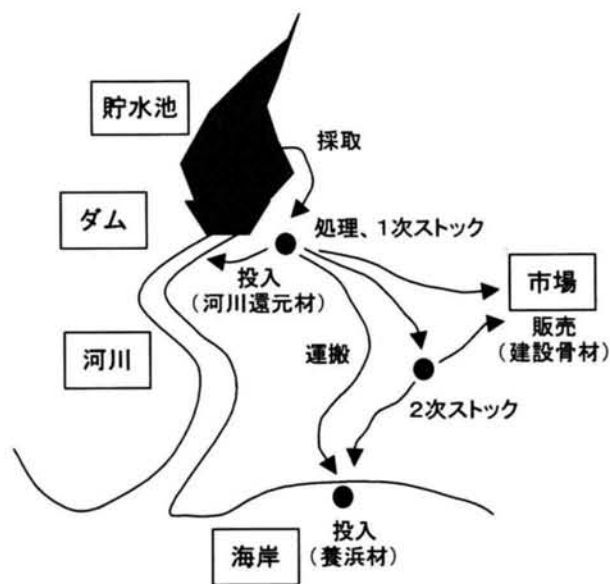 貯水池
採取
ダム
処理、1次ストック
投入
(河川還元材)
市場
販売
(建設骨材)
河川
運搬
2次ストック
海岸
投入
(養浜材)